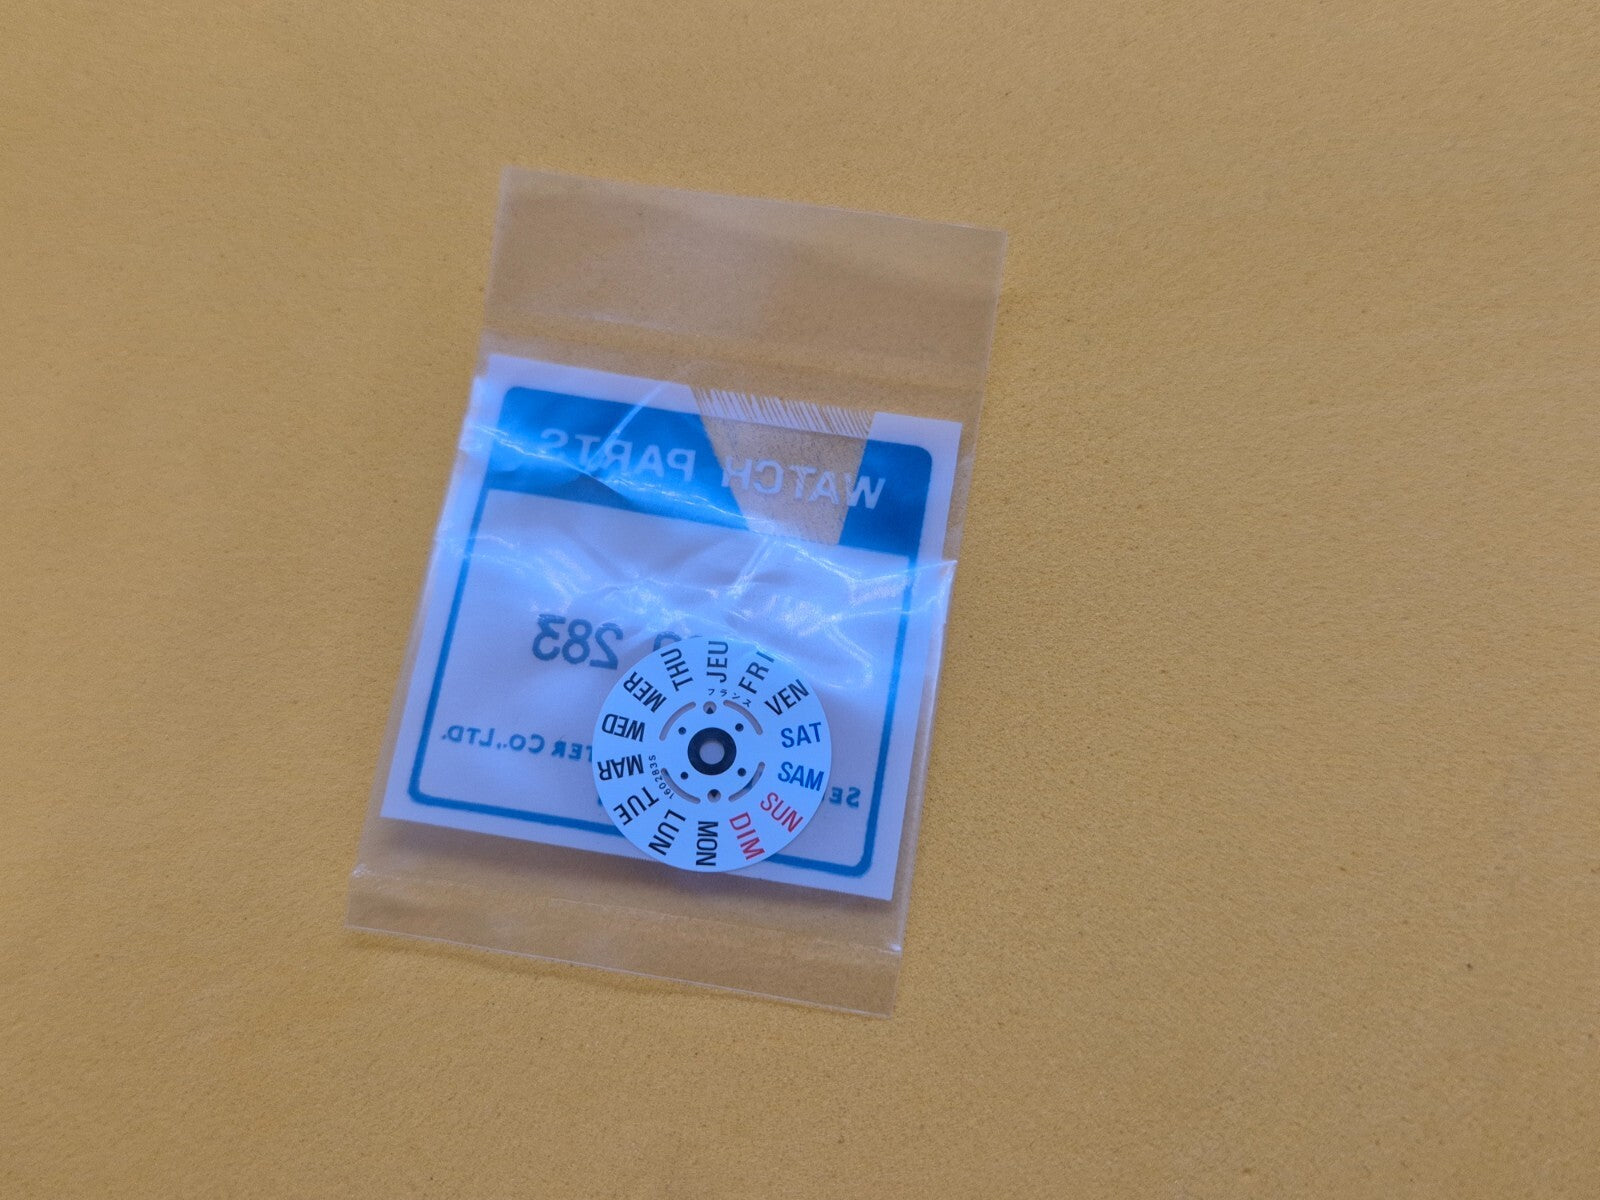 WATCH PARTS
283
TER CO., LTD.
SE
JEU
FRI
VEN
SAT
SAM
SUN
DIM
MON
LUN
TUE
MAR
WED
MER
THU
フランス
160283S